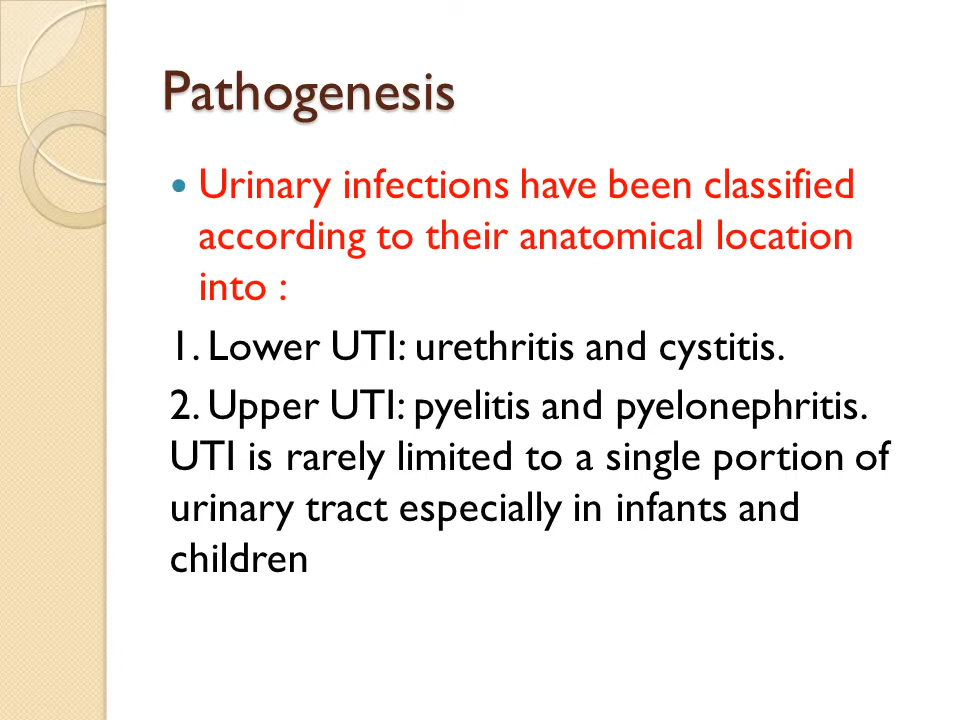 Pathogenesis
• Urinary infections have been classified
according to their anatomical location
into :
1. Lower UTI: urethritis and cystitis.
2. Upper UTI: pyelitis and pyelonephritis.
UTI is rarely limited to a single portion of
urinary tract especially in infants and
children